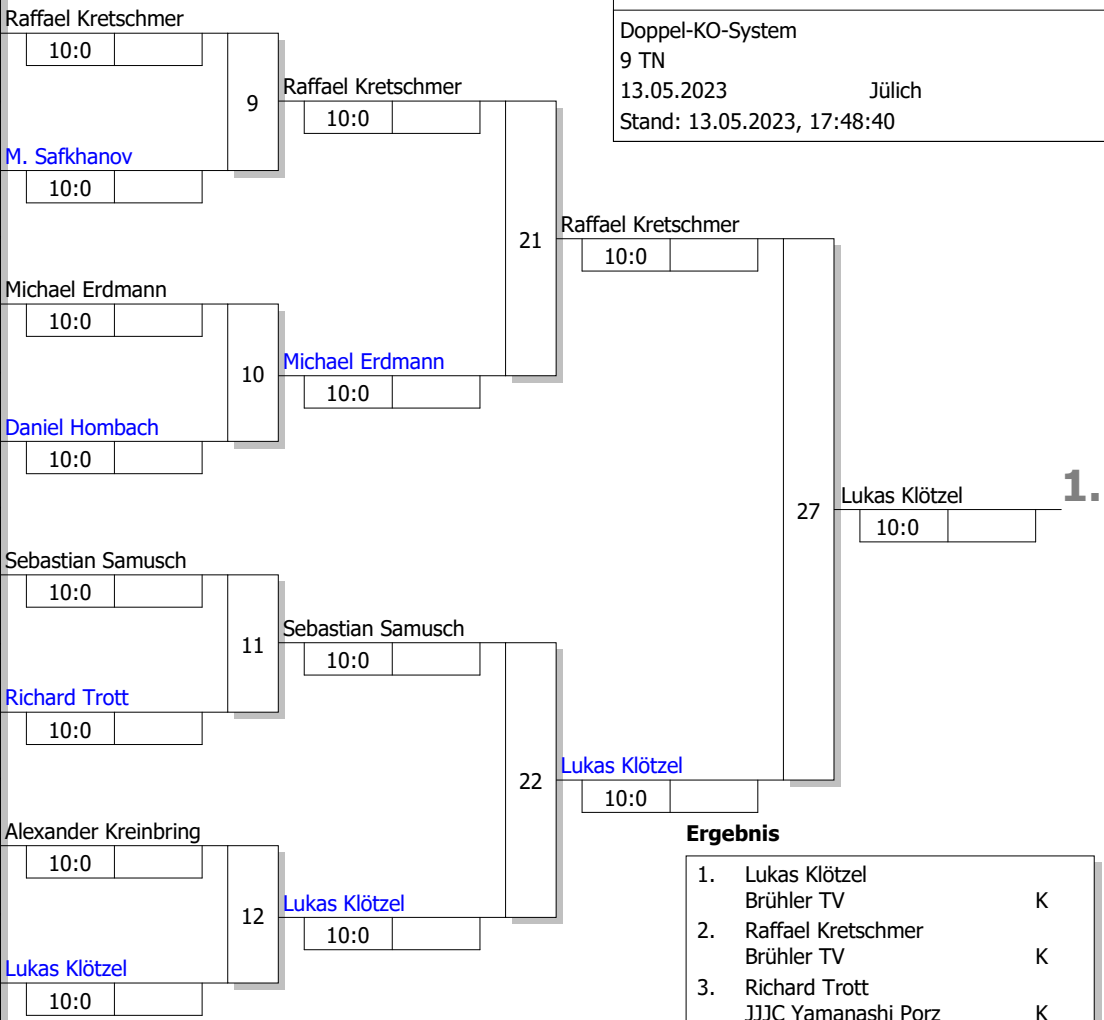 Raffael Kretschmer
10:0
9
M. Safkhanov
10:0
Raffael Kretschmer
10:0
Doppel-KO-System
9 TN
13.05.2023 Jülich
Stand: 13.05.2023, 17:48:40
21
Raffael Kretschmer
10:0
Michael Erdmann
10:0
10
Michael Erdmann
10:0
Daniel Hombach
10:0
27
Lukas Klötzel
10:0
1.
Sebastian Samusch
10:0
11
Sebastian Samusch
10:0
Richard Trott
10:0
22
Lukas Klötzel
10:0
Alexander Kreinbring
10:0
12
Lukas Klötzel
10:0
Lukas Klötzel
10:0
Ergebnis
1. Lukas Klötzel
Brühler TV K
2. Raffael Kretschmer
Brühler TV K
3. Richard Trott
JJJC Yamanashi Porz K